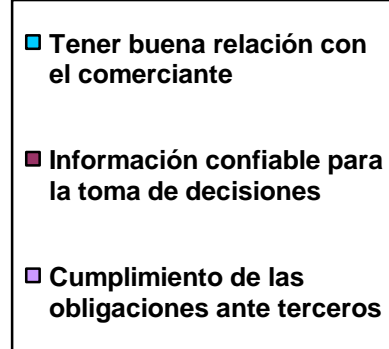 Tener buena relación con
el comerciante
Información confiable para
la toma de decisiones
Cumplimiento de las
obligaciones ante terceros